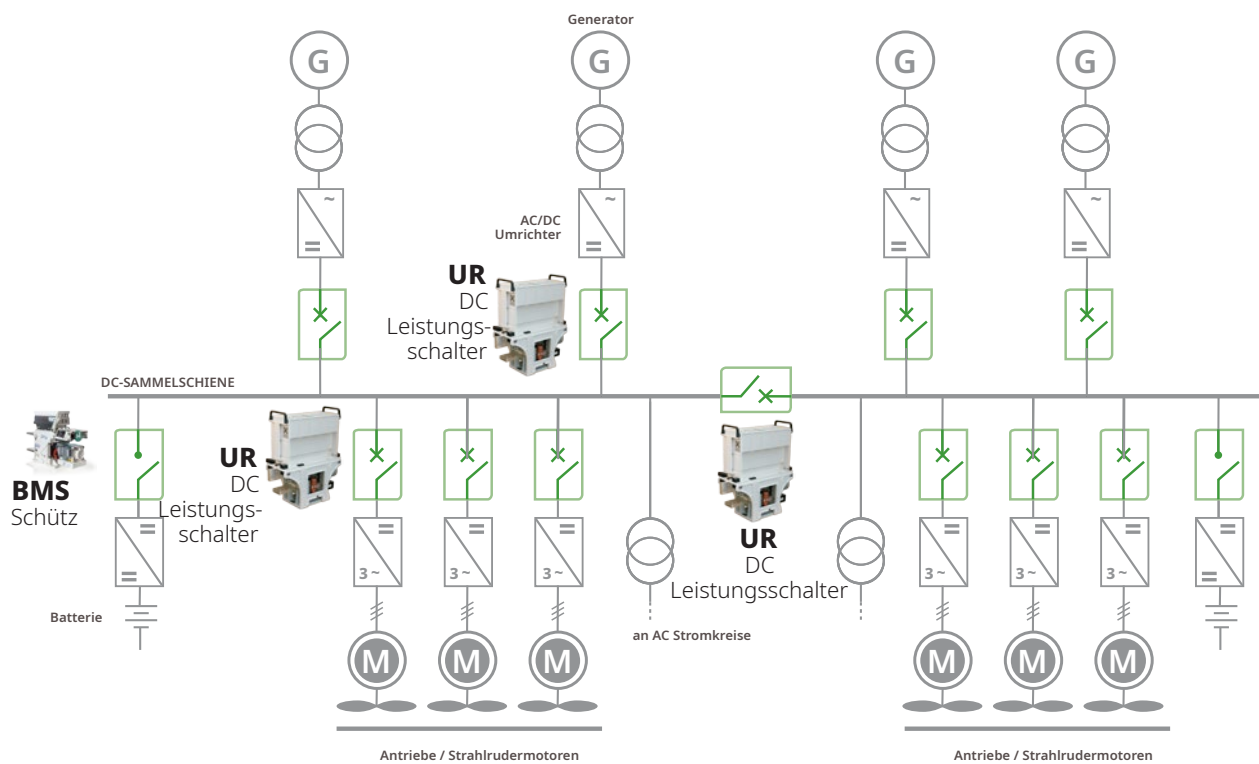 Generator
G
G
G
G
~
~
~
~
AC/DC
Umrichter
UR
DC
Leistungs-
schalter
DC-SAMMELSCHIENE
BMS
Schütz
UR
DC
Leistungs-
schalter
UR
DC
Leistungsschalter
3 ~
3 ~
3 ~
3 ~
3 ~
3 ~
Batterie
an AC Stromkreise
M
M
M
M
M
M
Antriebe / Strahlrudermotoren
Antriebe / Strahlrudermotoren